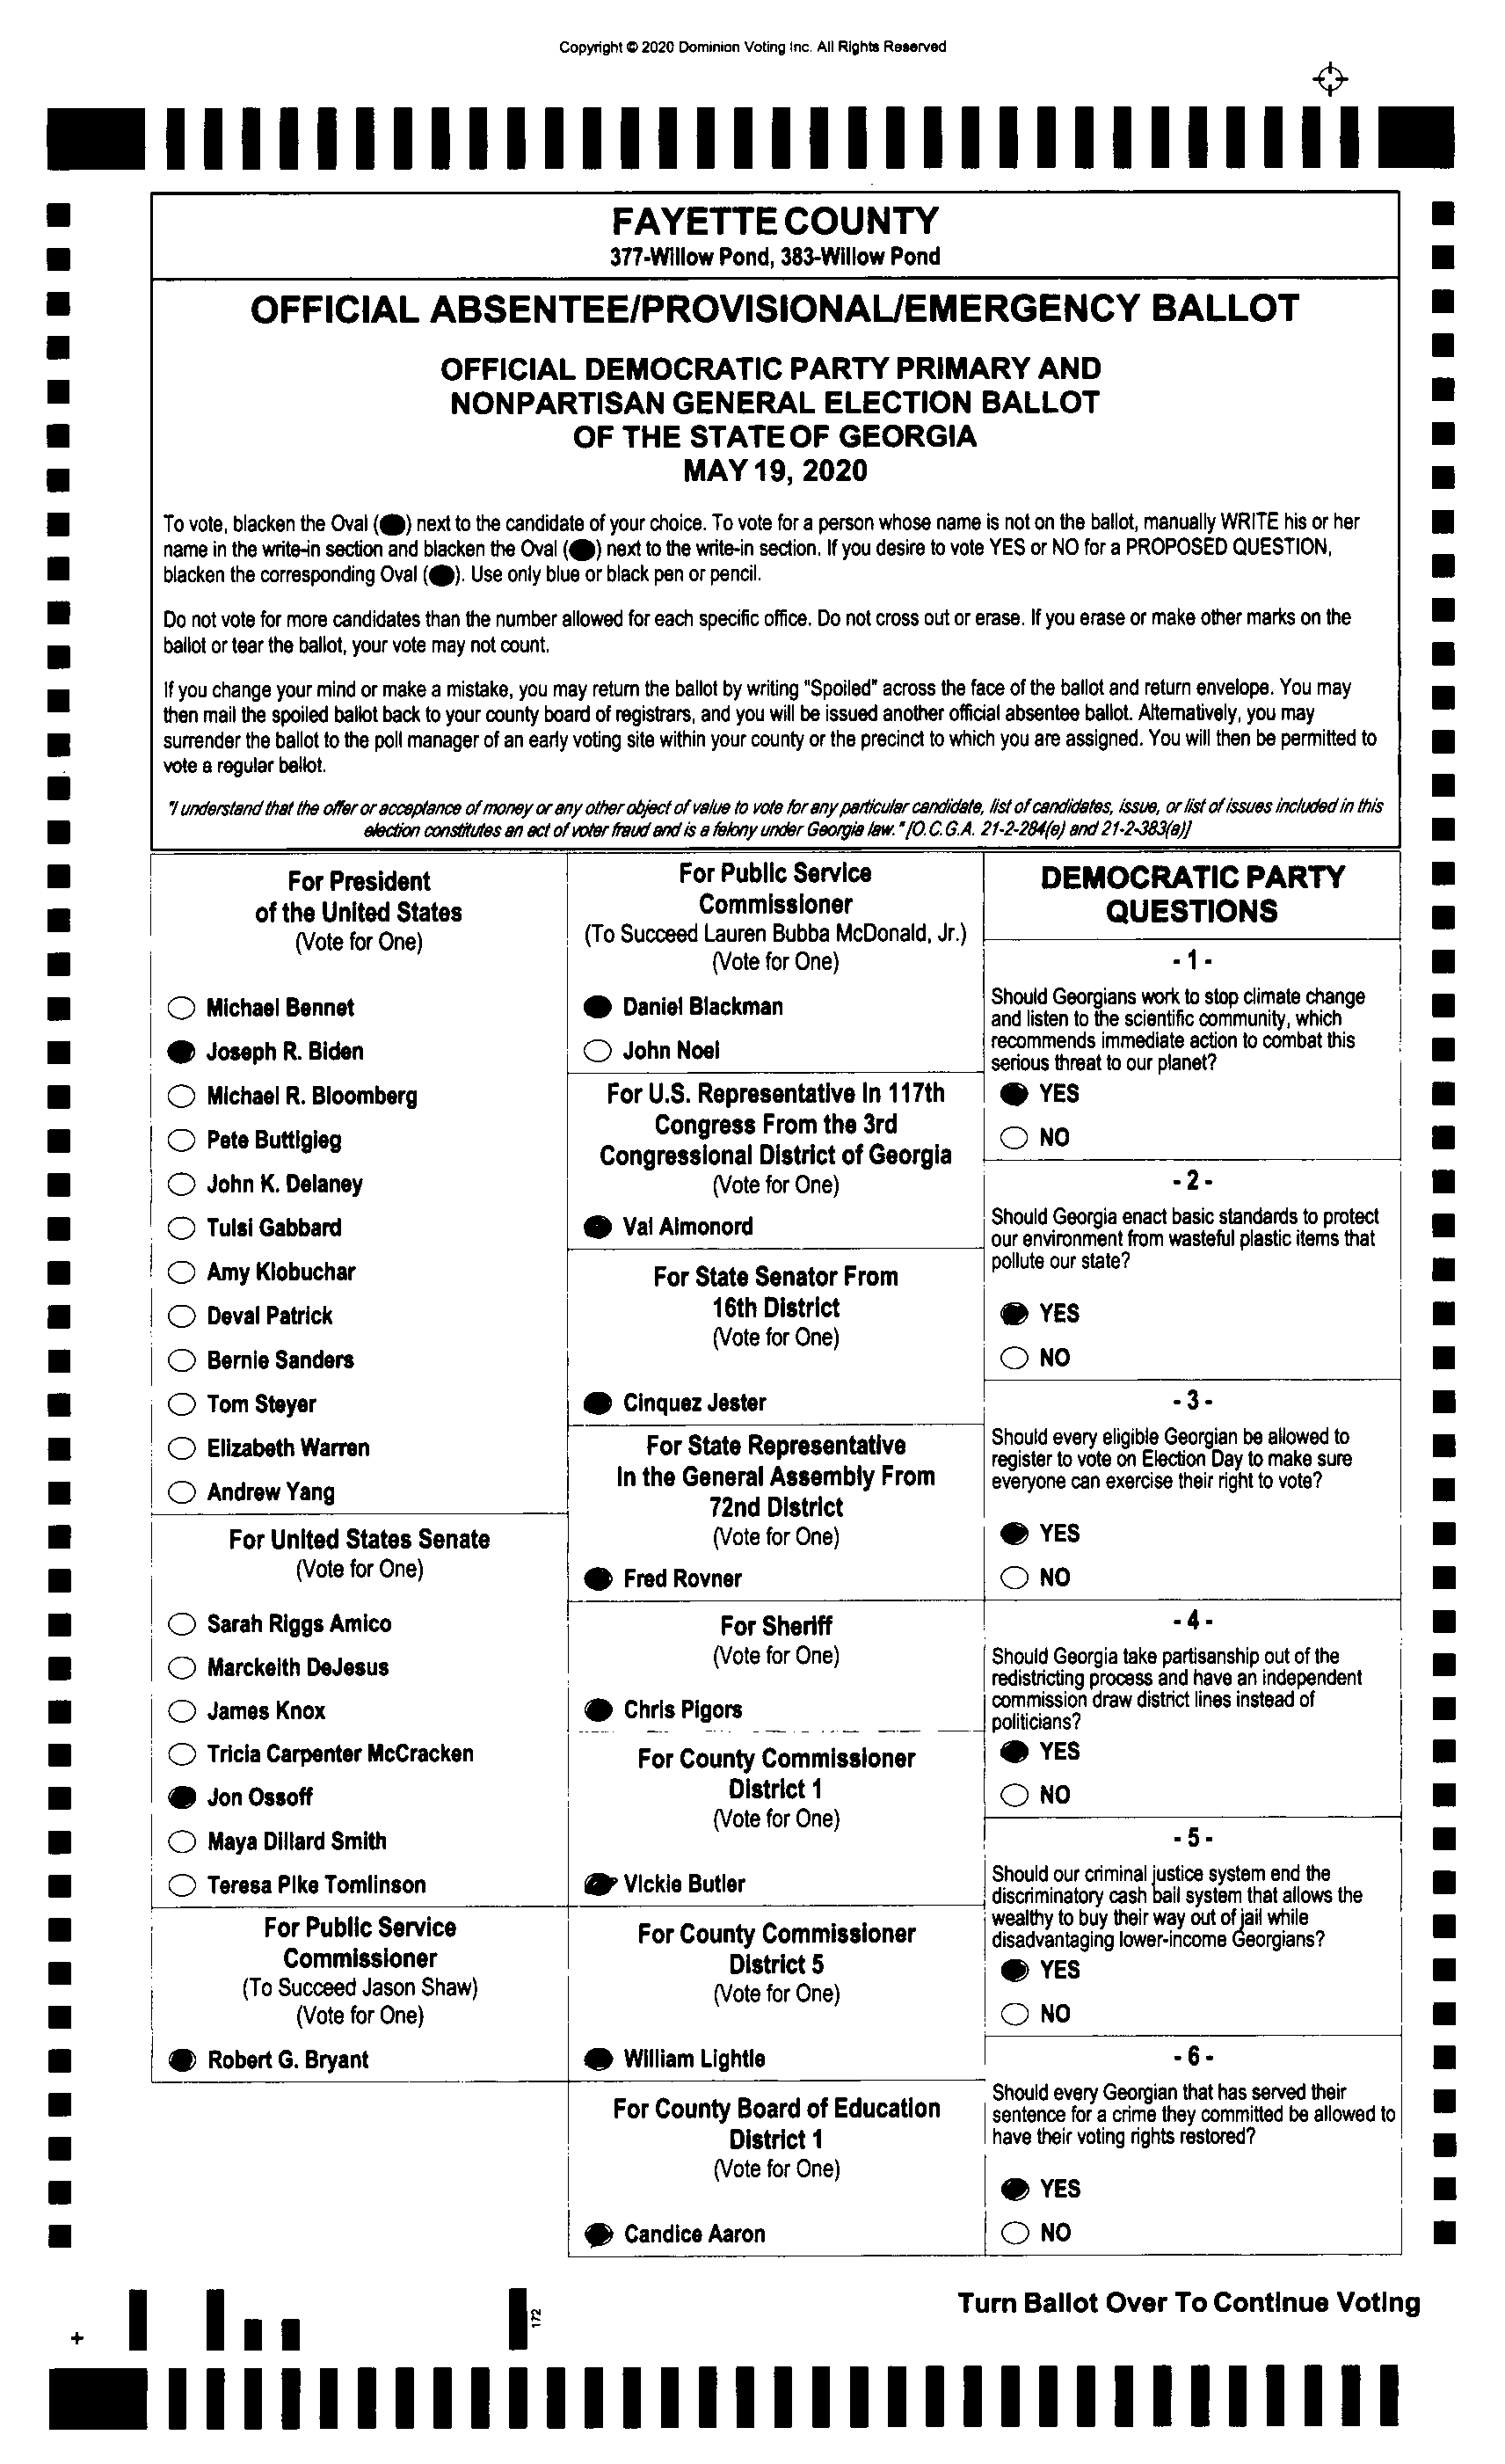 Copyright © 2020 Dominion Voting Inc. All Rights Reserved
FAYETTE COUNTY
377-Willow Pond, 383-Willow Pond
OFFICIAL ABSENTEE/PROVISIONAL/EMERGENCY BALLOT
OFFICIAL DEMOCRATIC PARTY PRIMARY AND
NONPARTISAN GENERAL ELECTION BALLOT
OF THE STATE OF GEORGIA
MAY 19, 2020
To vote, blacken the Oval ( ) next to the candidate of your choice. To vote for a person whose name is not on the ballot, manually WRITE his or her
name in the write-in section and blacken the Oval ( ) next to the write-in section. If you desire to vote YES or NO for a PROPOSED QUESTION,
blacken the corresponding Oval ( ). Use only blue or black pen or pencil.
Do not vote for more candidates than the number allowed for each specific office. Do not cross out or erase. If you erase or make other marks on the
ballot or tear the ballot, your vote may not count.
If you change your mind or make a mistake, you may return the ballot by writing "Spoiled" across the face of the ballot and return envelope. You may
then mail the spoiled ballot back to your county board of registrars, and you will be issued another official absentee ballot. Alternatively, you may
surrender the ballot to the poll manager of an early voting site within your county or the precinct to which you are assigned. You will then be permitted to
vote a regular ballot.
"I understand that the offer or acceptance of money or any other object of value to vote for any particular candidate, list of candidates, issue, or list of issues included in this
election constitutes an act of voter fraud and is a felony under Georgia law." [O.C.G.A. 21-2-284(e) and 21-2-383(a)]
For President
of the United States
(Vote for One)
Michael Bennet
Joseph R. Biden
Michael R. Bloomberg
Pete Buttigieg
John K. Delaney
Tulsi Gabbard
Amy Klobuchar
Deval Patrick
Bernie Sanders
Tom Steyer
Elizabeth Warren
Andrew Yang
For United States Senate
(Vote for One)
Sarah Riggs Amico
Marckeith DeJesus
James Knox
Tricia Carpenter McCracken
Jon Ossoff
Maya Dillard Smith
Teresa Pike Tomlinson
For Public Service
Commissioner
(To Succeed Jason Shaw)
(Vote for One)
Robert G. Bryant
For Public Service
Commissioner
(To Succeed Lauren Bubba McDonald, Jr.)
(Vote for One)
Daniel Blackman
John Noel
For U.S. Representative In 117th
Congress From the 3rd
Congressional District of Georgia
(Vote for One)
Val Almonord
For State Senator From
16th District
(Vote for One)
Cinquez Jester
For State Representative
In the General Assembly From
72nd District
(Vote for One)
Fred Rovner
For Sheriff
(Vote for One)
Chris Pigors
For County Commissioner
District 1
(Vote for One)
Vickie Butler
For County Commissioner
District 5
(Vote for One)
William Lightle
For County Board of Education
District 1
(Vote for One)
Candice Aaron
DEMOCRATIC PARTY
QUESTIONS
- 1 -
Should Georgians work to stop climate change
and listen to the scientific community, which
recommends immediate action to combat this
serious threat to our planet?
YES
NO
- 2 -
Should Georgia enact basic standards to protect
our environment from wasteful plastic items that
pollute our state?
YES
NO
- 3 -
Should every eligible Georgian be allowed to
register to vote on Election Day to make sure
everyone can exercise their right to vote?
YES
NO
- 4 -
Should Georgia take partisanship out of the
redistricting process and have an independent
commission draw district lines instead of
politicians?
YES
NO
- 5 -
Should our criminal justice system end the
discriminatory cash bail system that allows the
wealthy to buy their way out of jail while
disadvantaging lower-income Georgians?
YES
NO
- 6 -
Should every Georgian that has served their
sentence for a crime they committed be allowed to
have their voting rights restored?
YES
NO
Turn Ballot Over To Continue Voting
172
+